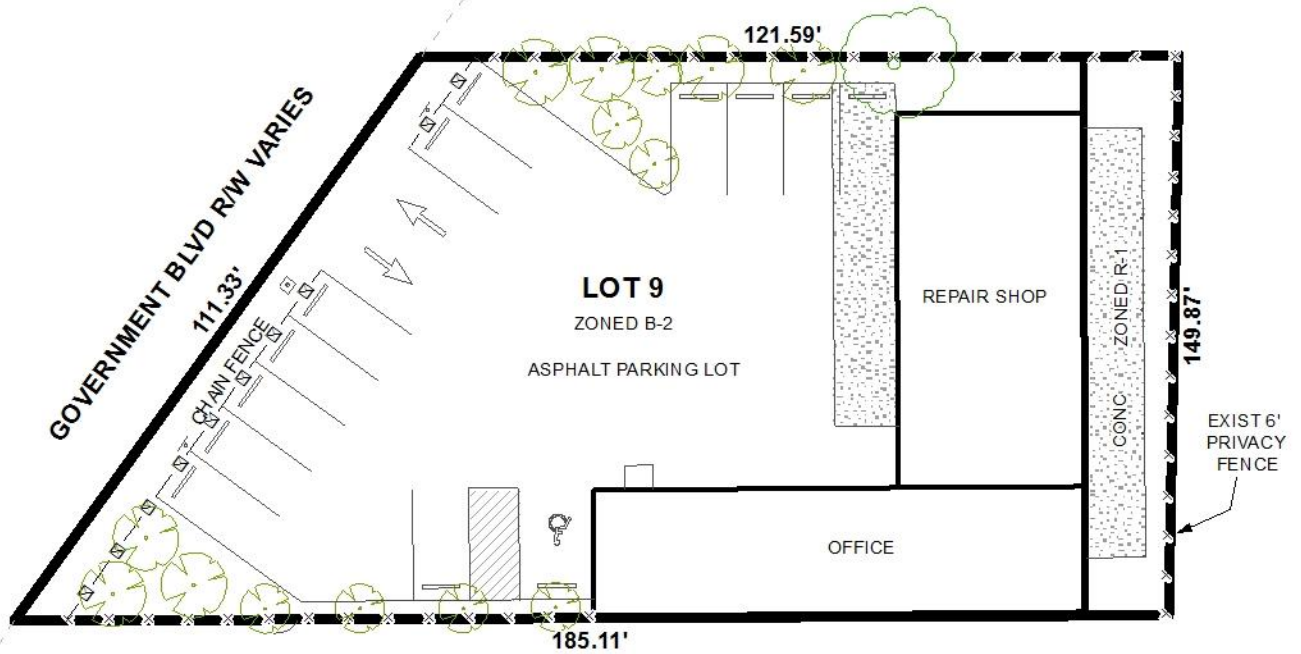 121.59'
GOVERNMENT BLVD R/W VARIES
111.33'
CHAIN FENCE
LOT 9
ZONED B-2
ASPHALT PARKING LOT
REPAIR SHOP
CONC ZONED R-1
149.87'
EXIST 6'
PRIVACY
FENCE
OFFICE
185.11'